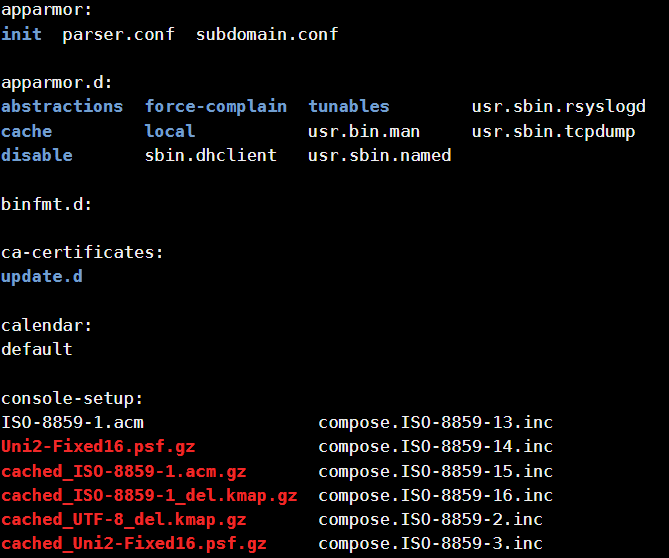 apparmor:
init  parser.conf  subdomain.conf
apparmor.d:
abstractions  force-complain  tunables        usr.sbin.rsyslogd
cache         local           usr.bin.man     usr.sbin.tcpdump
disable       sbin.dhclient   usr.sbin.named
binfmt.d:
ca-certificates:
update.d
calendar:
default
console-setup:
ISO-8859-1.acm                 compose.ISO-8859-13.inc
Uni2-Fixed16.psf.gz            compose.ISO-8859-14.inc
cached_ISO-8859-1.acm.gz       compose.ISO-8859-15.inc
cached_ISO-8859-1_del.kmap.gz  compose.ISO-8859-16.inc
cached_UTF-8_del.kmap.gz       compose.ISO-8859-2.inc
cached_Uni2-Fixed16.psf.gz     compose.ISO-8859-3.inc